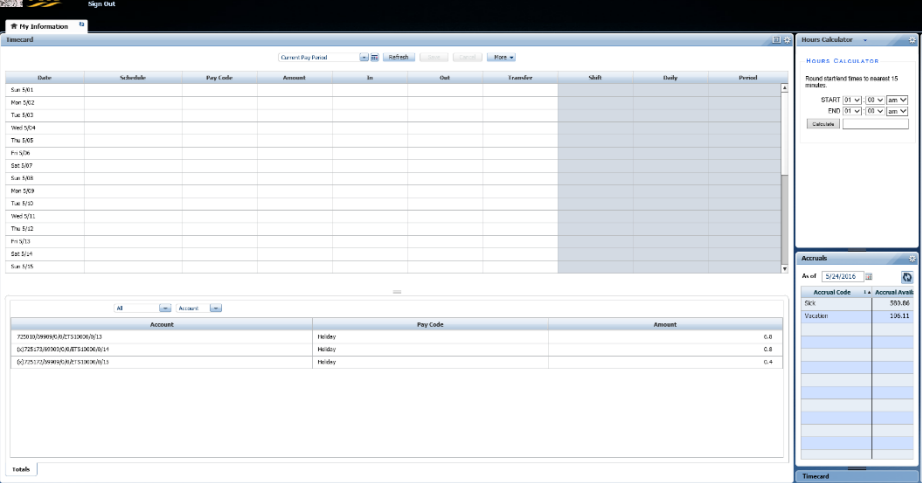 Sign Out
My Information
Timecard
Current Pay Period
Refresh
Save
Cancel
More
Date Schedule Pay Code Amount In Out Transfer Shift Daily Period
Sun 5/01
Mon 5/02
Tue 5/03
Wed 5/04
Thu 5/05
Fri 5/06
Sat 5/07
Sun 5/08
Mon 5/09
Tue 5/10
Wed 5/11
Thu 5/12
Fri 5/13
Sat 5/14
Sun 5/15
All
Account
Account Pay Code Amount
Holiday
Holiday 0.8
Holiday 0.4
Totals
Hours Calculator
HOURS CALCULATOR
Round start/end times to nearest 15
minutes.
START 01 : 00 am
END 01 : 00 am
Calculate
Accruals
As of 5/24/2016
Accrual Code Accrual Avail
Sick
Vacation
Timecard